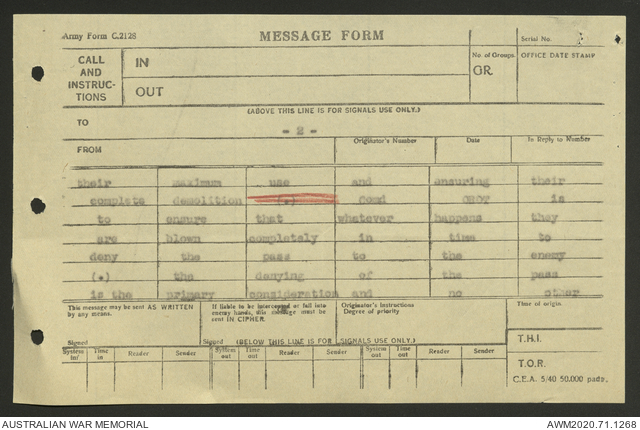 Army Form C.2128 MESSAGE FORM Serial No.
CALL AND INSTRUC- TIONS IN No. of Groups. GR OFFICE DATE STAMP
OUT
(ABOVE THIS LINE IS FOR SIGNALS USE ONLY.)
TO
- 2 -
FROM Originator's Number Date In Reply to Number
their maximum use and ensuring their
complete demolition (.) Comd is
to ensure that whatever happens they
are blown completely in time to
deny the pass to the enemy
(.) the denying of the pass
is the primary consideration and no other
This message may be sent AS WRITTEN by any means. If liable to be intercepted or fall into enemy hands, this message must be sent IN CIPHER. Originator's Instructions Degree of priority Time of origin.
Signed Signed (BELOW THIS LINE IS FOR SIGNALS USE ONLY.) T.H.I.
System in/ Time in Reader Sender System out Time out Reader Sender System out Time out Reader Sender T.O.R.
C.E.A. 5/40 50,000 pads.
AUSTRALIAN WAR MEMORIAL AWM2020.71.1268